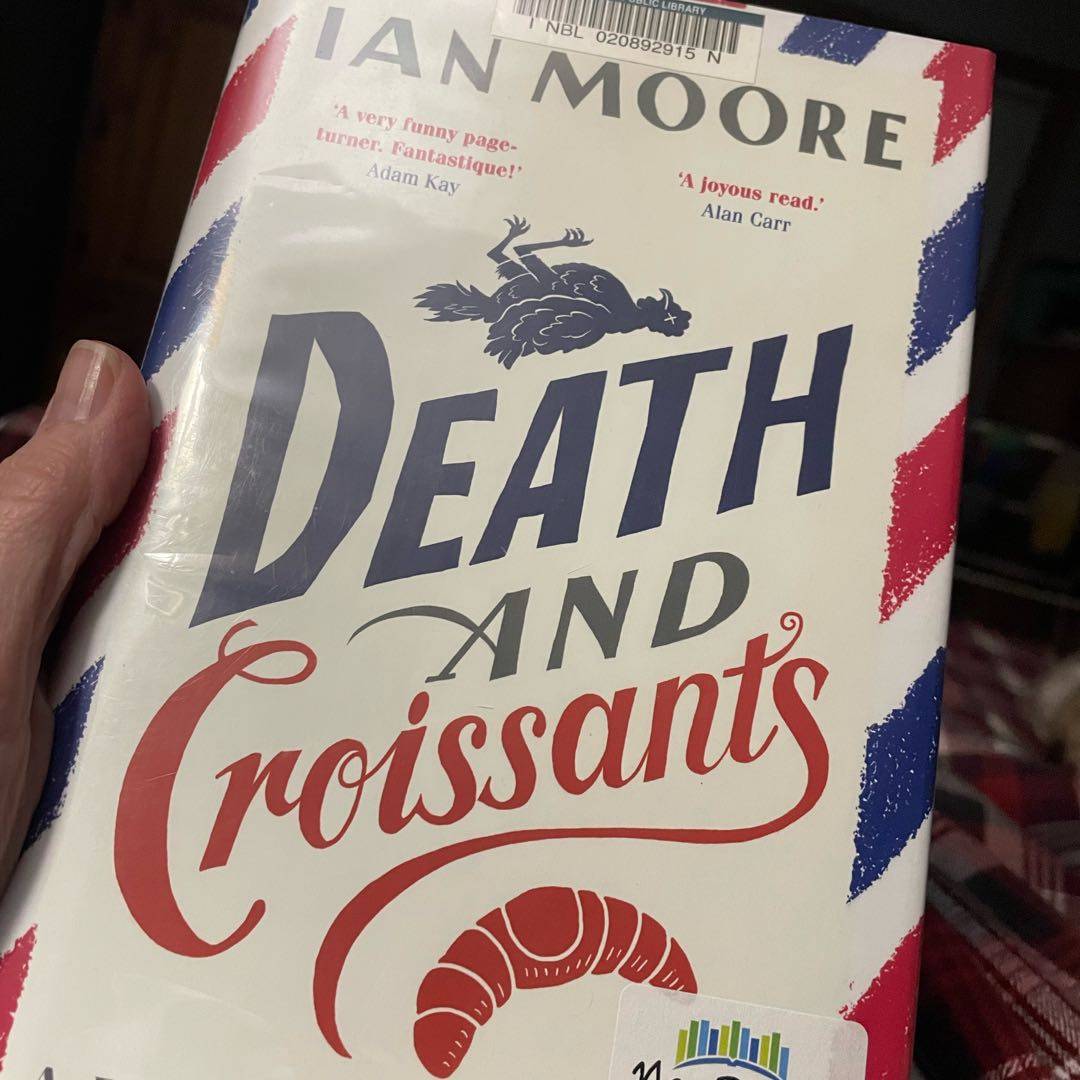 PUBLIC LIBRARY
1 NBL 020892915 N
IAN MOORE
‘A very funny page-
turner. Fantastique!’
Adam Kay
‘A joyous read.’
Alan Carr
DEATH
AND
Croissants